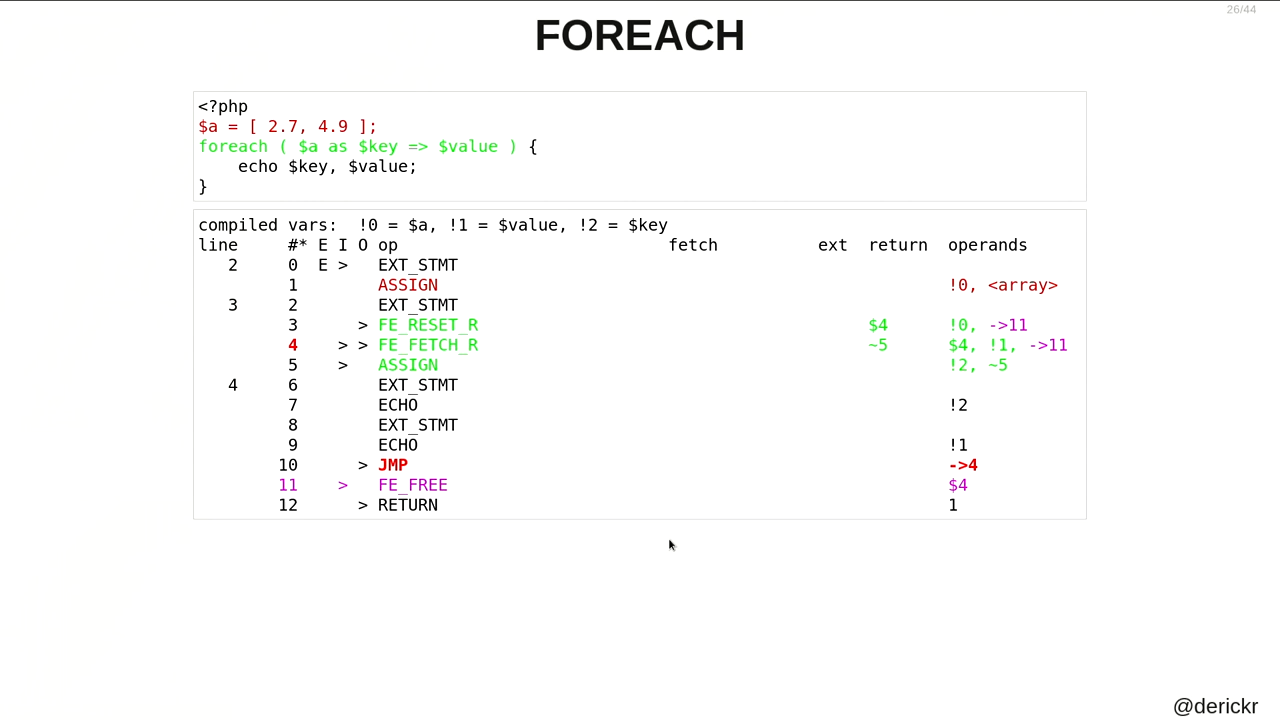 26/44
FOREACH
<?php
$a = [ 2.7, 4.9 ];
foreach ( $a as $key => $value ) {
    echo $key, $value;
}
compiled vars:  !0 = $a, !1 = $value, !2 = $key
line     #* E I O op                           fetch          ext  return  operands
   2     0  E >   EXT_STMT
         1        ASSIGN                                                   !0, <array>
   3     2        EXT_STMT
         3      > FE_RESET_R                                       $4      !0, ->11
         4    > > FE_FETCH_R                                       ~5      $4, !1, ->11
         5    >   ASSIGN                                                   !2, ~5
   4     6        EXT_STMT
         7        ECHO                                                     !2
         8        EXT_STMT
         9        ECHO                                                     !1
        10      > JMP                                                      ->4
        11    >   FE_FREE                                                  $4
        12      > RETURN                                                   1
@derickr